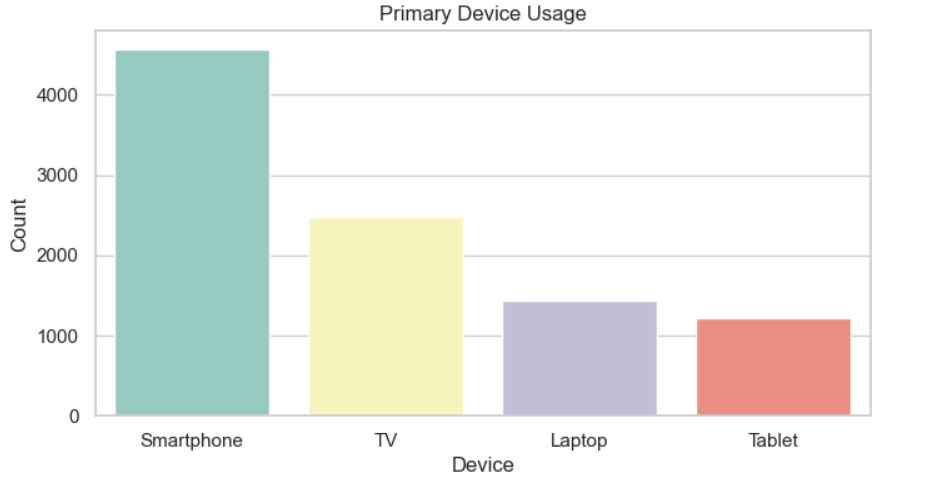 Primary Device Usage
Count
4000
3000
2000
1000
0
Smartphone TV Laptop Tablet
Device